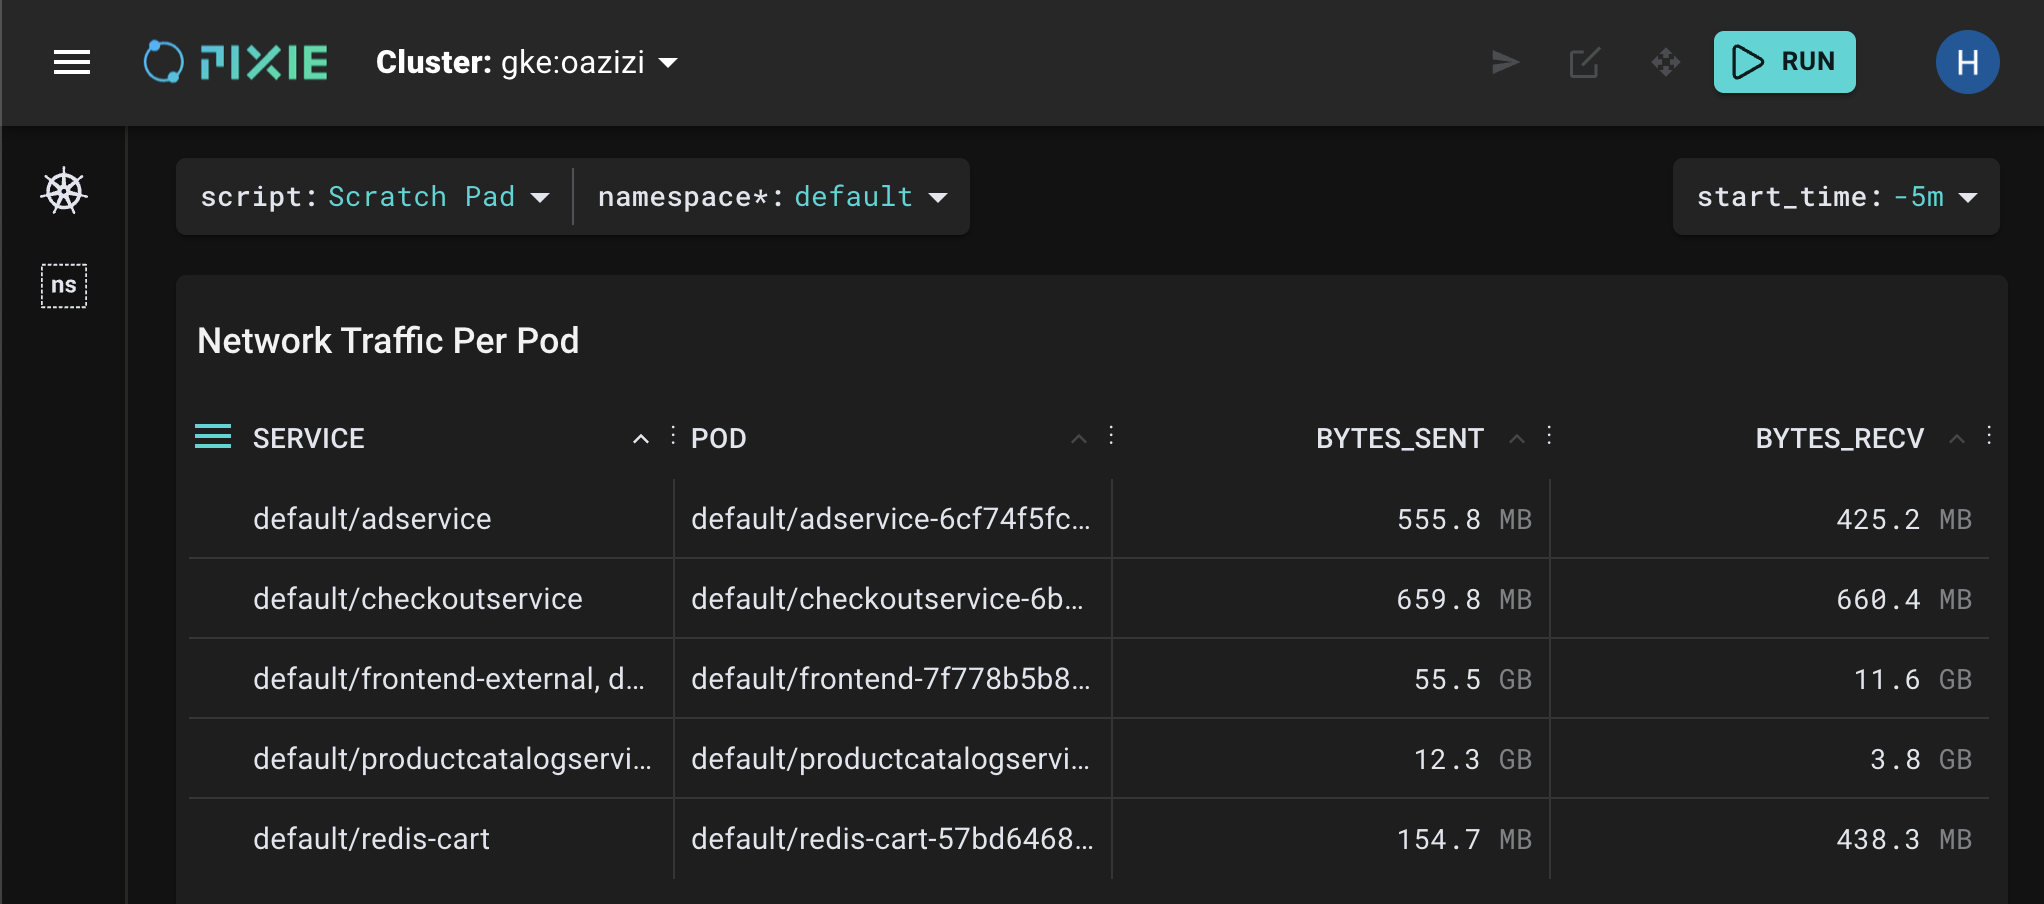 PIXIE Cluster: gke:oazizi RUN H
script: Scratch Pad namespace*: default start_time: -5m
ns
Network Traffic Per Pod
SERVICE POD BYTES_SENT BYTES_RECV
default/adservice default/adservice-6cf74f5fc... 555.8 MB 425.2 MB
default/checkoutservice default/checkoutservice-6b... 659.8 MB 660.4 MB
default/frontend-external, d... default/frontend-7f778b5b8... 55.5 GB 11.6 GB
default/productcatalogservi... default/productcatalogservi... 12.3 GB 3.8 GB
default/redis-cart default/redis-cart-57bd6468... 154.7 MB 438.3 MB